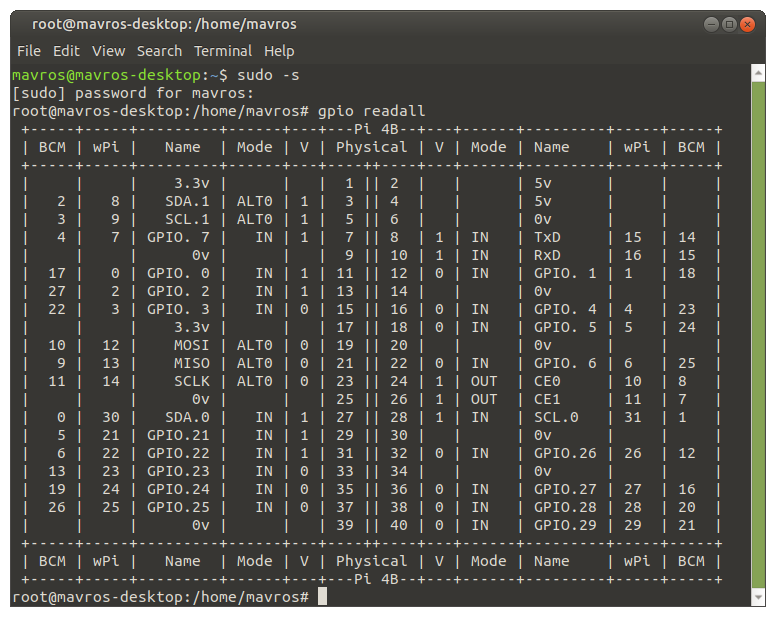 root@mavros-desktop: /home/mavros
File Edit View Search Terminal Help
mavros@mavros-desktop:~$ sudo -s
[sudo] password for mavros:
root@mavros-desktop:/home/mavros# gpio readall
 +-----+-----+---------+------+---+---Pi 4B--+---+------+---------+-----+-----+
 | BCM | wPi |   Name  | Mode | V | Physical | V | Mode | Name    | wPi | BCM |
 +-----+-----+---------+------+---+----++----+---+------+---------+-----+-----+
 |     |     |    3.3v |      |   |  1 || 2  |   |      | 5v      |     |     |
 |   2 |   8 |   SDA.1 | ALT0 | 1 |  3 || 4  |   |      | 5v      |     |     |
 |   3 |   9 |   SCL.1 | ALT0 | 1 |  5 || 6  |   |      | 0v      |     |     |
 |   4 |   7 | GPIO. 7 |   IN | 1 |  7 || 8  | 1 | IN   | TxD     | 15  | 14  |
 |     |     |      0v |      |   |  9 || 10 | 1 | IN   | RxD     | 16  | 15  |
 |  17 |   0 | GPIO. 0 |   IN | 1 | 11 || 12 | 0 | IN   | GPIO. 1 | 1   | 18  |
 |  27 |   2 | GPIO. 2 |   IN | 1 | 13 || 14 |   |      | 0v      |     |     |
 |  22 |   3 | GPIO. 3 |   IN | 0 | 15 || 16 | 0 | IN   | GPIO. 4 | 4   | 23  |
 |     |     |    3.3v |      |   | 17 || 18 | 0 | IN   | GPIO. 5 | 5   | 24  |
 |  10 |  12 |    MOSI | ALT0 | 0 | 19 || 20 |   |      | 0v      |     |     |
 |   9 |  13 |    MISO | ALT0 | 0 | 21 || 22 | 0 | IN   | GPIO. 6 | 6   | 25  |
 |  11 |  14 |    SCLK | ALT0 | 0 | 23 || 24 | 1 | OUT  | CE0     | 10  | 8   |
 |     |     |      0v |      |   | 25 || 26 | 1 | OUT  | CE1     | 11  | 7   |
 |   0 |  30 |   SDA.0 |   IN | 1 | 27 || 28 | 1 | IN   | SCL.0   | 31  | 1   |
 |   5 |  21 | GPIO.21 |   IN | 1 | 29 || 30 |   |      | 0v      |     |     |
 |   6 |  22 | GPIO.22 |   IN | 1 | 31 || 32 | 0 | IN   | GPIO.26 | 26  | 12  |
 |  13 |  23 | GPIO.23 |   IN | 0 | 33 || 34 |   |      | 0v      |     |     |
 |  19 |  24 | GPIO.24 |   IN | 0 | 35 || 36 | 0 | IN   | GPIO.27 | 27  | 16  |
 |  26 |  25 | GPIO.25 |   IN | 0 | 37 || 38 | 0 | IN   | GPIO.28 | 28  | 20  |
 |     |     |      0v |      |   | 39 || 40 | 0 | IN   | GPIO.29 | 29  | 21  |
 +-----+-----+---------+------+---+----++----+---+------+---------+-----+-----+
 | BCM | wPi |   Name  | Mode | V | Physical | V | Mode | Name    | wPi | BCM |
 +-----+-----+---------+------+---+---Pi 4B--+---+------+---------+-----+-----+
root@mavros-desktop:/home/mavros#